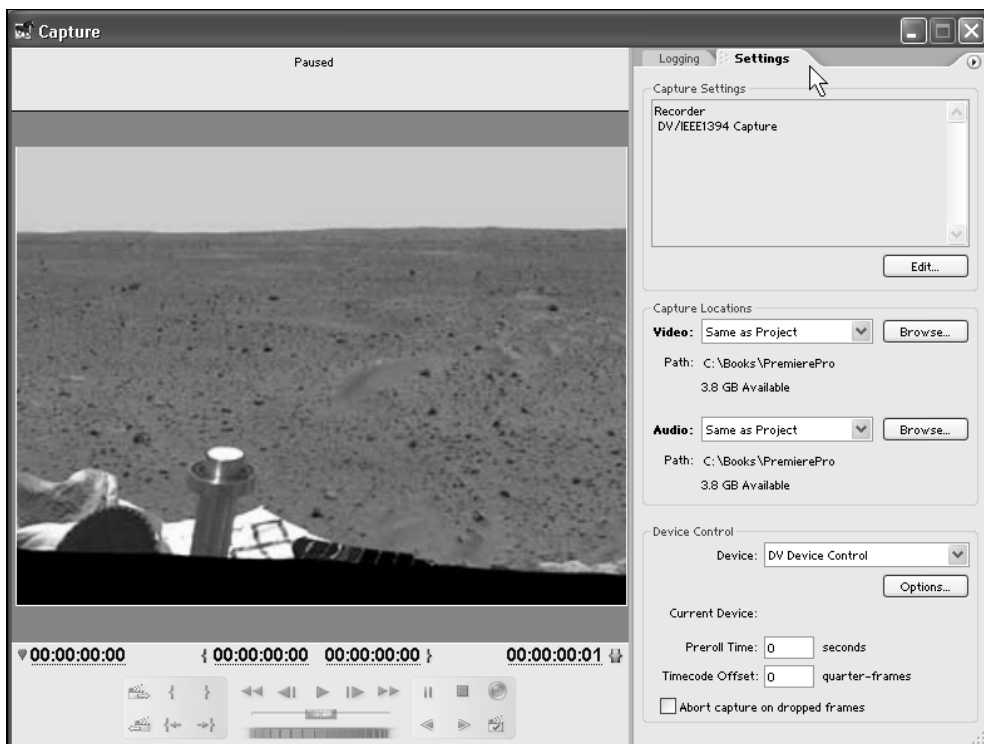 Capture
Paused
Logging
Settings
Capture Settings
Recorder
DV/IEEE1394 Capture
Edit...
Capture Locations
Video: Same as Project Browse...
Path: C:\Books\PremierePro
3.8 GB Available
Audio: Same as Project Browse...
Path: C:\Books\PremierePro
3.8 GB Available
Device Control
Device: DV Device Control
Options...
Current Device:
Preroll Time: 0 seconds
Timecode Offset: 0 quarter-frames
Abort capture on dropped frames
00:00:00:00 { 00:00:00:00 00:00:00:00 } 00:00:00:01